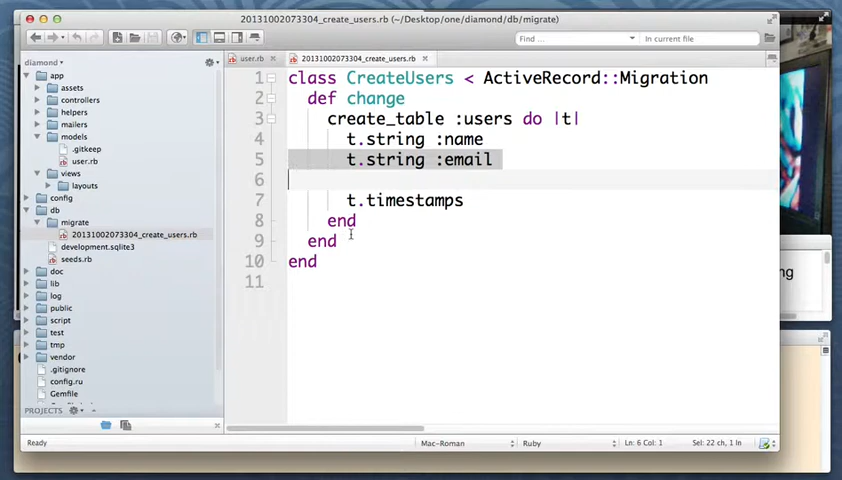 20131002073304_create_users.rb (~/Desktop/one/diamond/db/migrate)
Find ...
In current file
diamond
user.rb
20131002073304_create_users.rb
app
assets
controllers
helpers
mailers
models
.gitkeep
user.rb
views
layouts
config
db
migrate
20131002073304_create_users.rb
development.sqlite3
seeds.rb
doc
lib
log
public
script
test
tmp
vendor
.gitignore
config.ru
Gemfile
PROJECTS
1 class CreateUsers < ActiveRecord::Migration
2 def change
3 create_table :users do |t|
4 t.string :name
5 t.string :email
6
7 t.timestamps
8 end
9 end
10 end
11
ng
Ready
Mac-Roman
Ruby
Ln: 6 Col: 1
Sel: 22 ch, 1 ln